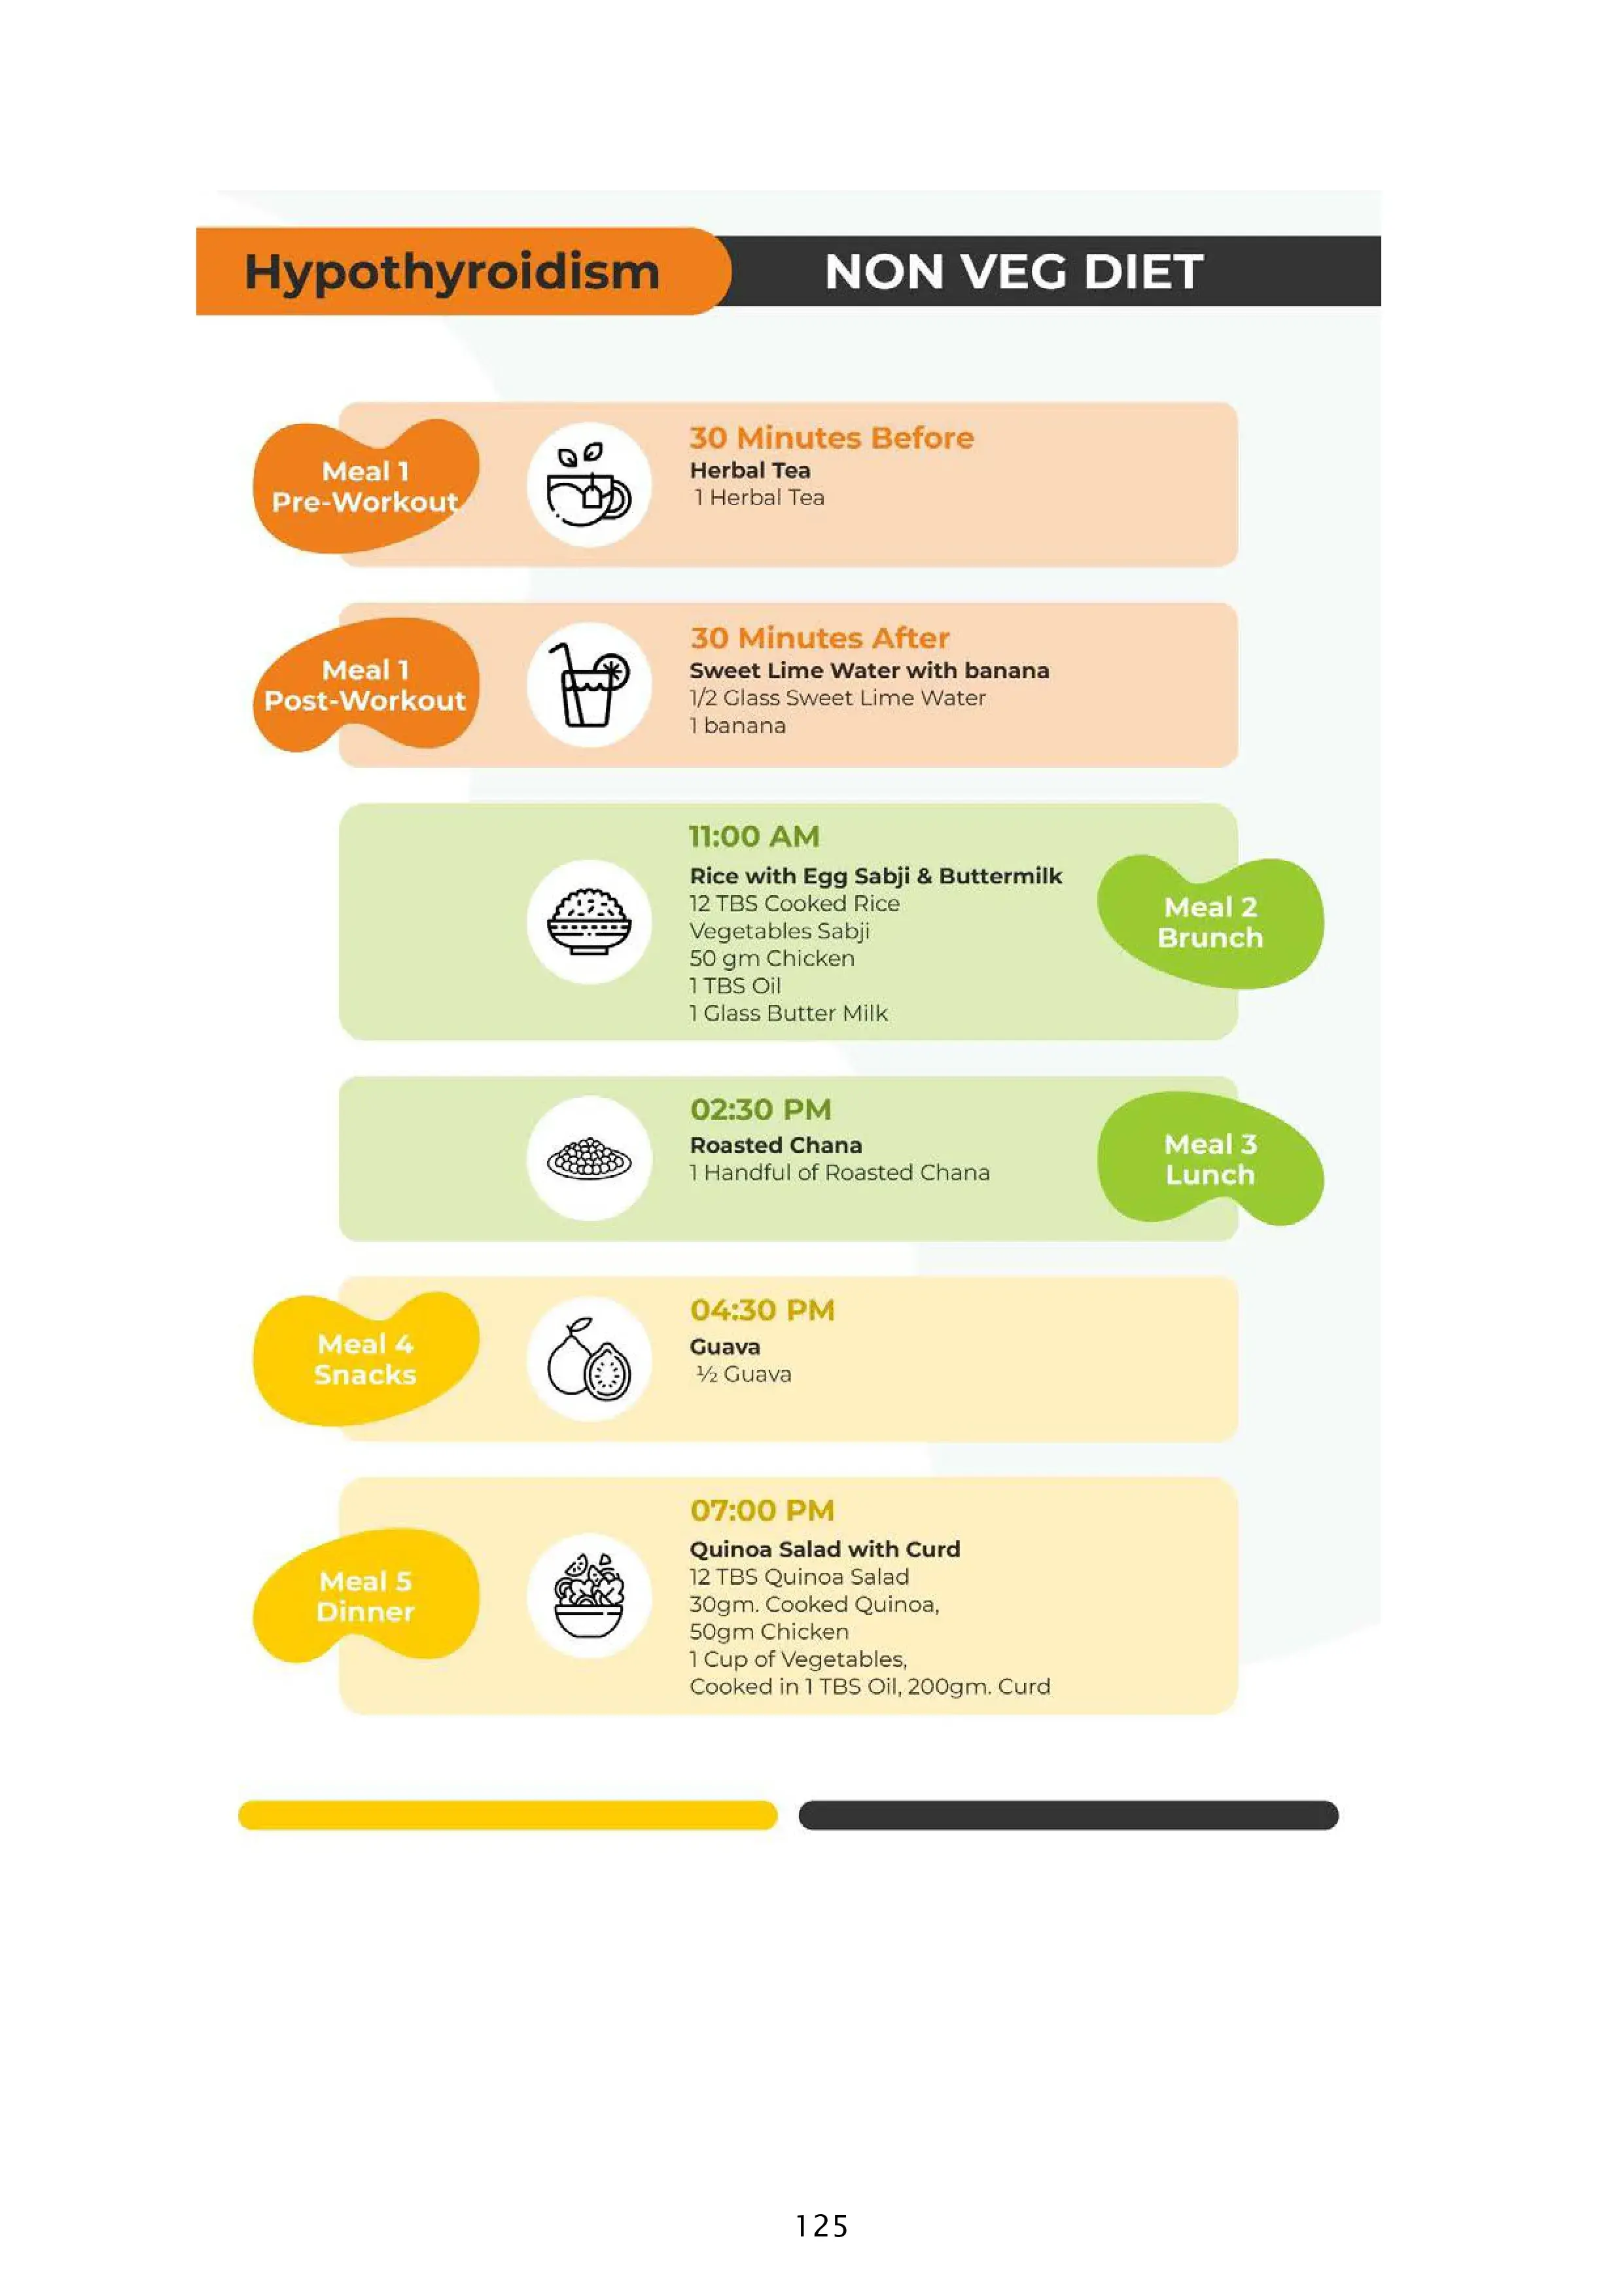 Hypothyroidism
NON VEG DIET
Meal 1
Pre-Workout
30 Minutes Before
Herbal Tea
1 Herbal Tea
Meal 1
Post-Workout
30 Minutes After
Sweet Lime Water with banana
1/2 Glass Sweet Lime Water
1 banana
11:00 AM
Rice with Egg Sabji & Buttermilk
12 TBS Cooked Rice
Vegetables Sabji
50 gm Chicken
1 TBS Oil
1 Glass Butter Milk
Meal 2
Brunch
02:30 PM
Roasted Chana
1 Handful of Roasted Chana
Meal 3
Lunch
Meal 4
Snacks
04:30 PM
Guava
½ Guava
Meal 5
Dinner
07:00 PM
Quinoa Salad with Curd
12 TBS Quinoa Salad
30gm. Cooked Quinoa,
50gm Chicken
1 Cup of Vegetables,
Cooked in 1 TBS Oil, 200gm. Curd
125